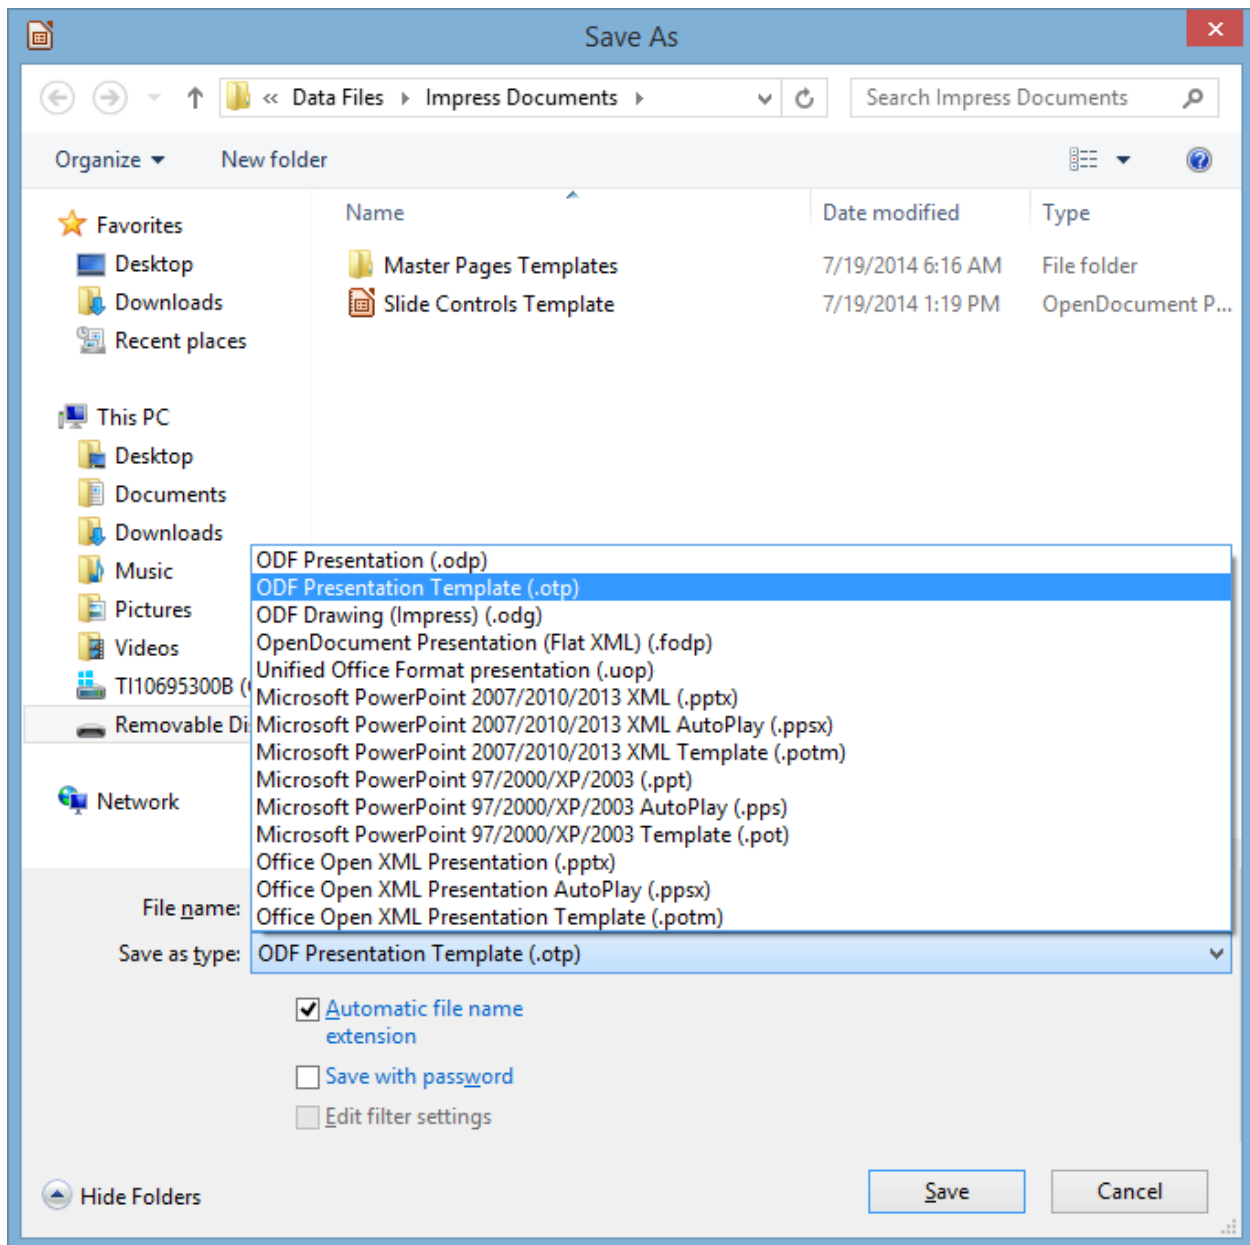 Save As
« Data Files Impress Documents
Search Impress Documents
Organize
New folder
Name
Date modified
Type
Favorites
Desktop
Downloads
Recent places
Master Pages Templates 7/19/2014 6:16 AM File folder
Slide Controls Template 7/19/2014 1:19 PM OpenDocument P...
This PC
Desktop
Documents
Downloads
Music
Pictures
Videos
TI10695300B (
Removable Di
Network
ODF Presentation (.odp)
ODF Presentation Template (.otp)
ODF Drawing (Impress) (.odg)
OpenDocument Presentation (Flat XML) (.fodp)
Unified Office Format presentation (.uop)
Microsoft PowerPoint 2007/2010/2013 XML (.pptx)
Microsoft PowerPoint 2007/2010/2013 XML AutoPlay (.ppsx)
Microsoft PowerPoint 2007/2010/2013 XML Template (.potm)
Microsoft PowerPoint 97/2000/XP/2003 (.ppt)
Microsoft PowerPoint 97/2000/XP/2003 AutoPlay (.pps)
Microsoft PowerPoint 97/2000/XP/2003 Template (.pot)
Office Open XML Presentation (.pptx)
Office Open XML Presentation AutoPlay (.ppsx)
Office Open XML Presentation Template (.potm)
File name:
Save as type: ODF Presentation Template (.otp)
Automatic file name
extension
Save with password
Edit filter settings
Hide Folders
Save
Cancel